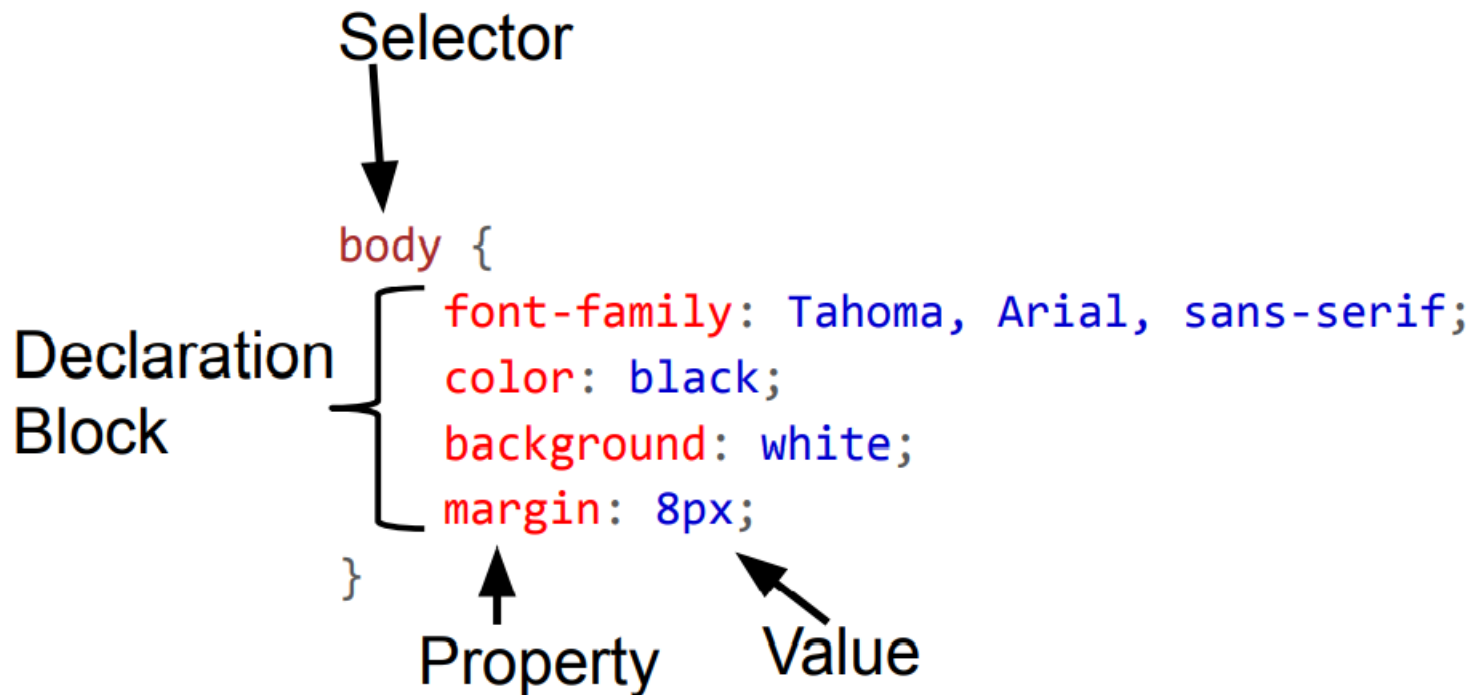 Selector
body {
font-family: Tahoma, Arial, sans-serif;
Declaration
color: black;
Block
background: white;
margin: 8px;
}
Property
Value